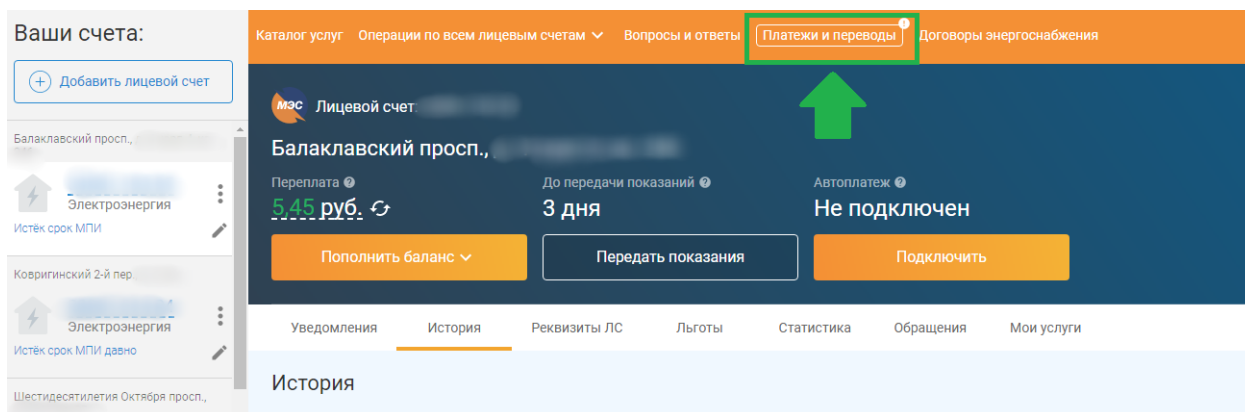 Ваши счета:
Добавить лицевой счет
Балаклавский просп.,
Электроэнергия
Истёк срок МПИ
Ковригинский 2-й пер
Электроэнергия
Истёк срок МПИ давно
Шестидесятилетия Октября просп.,
Каталог услуг Операции по всем лицевым счетам Вопросы и ответы Платежи и переводы Договоры энергоснабжения
мэс Лицевой счет:
Балаклавский просп.,
Переплата До передачи показаний Автоплатеж
5,45 руб. 3 дня Не подключен
Пополнить баланс Передать показания Подключить
Уведомления История Реквизиты ЛС Льготы Статистика Обращения Мои услуги
История